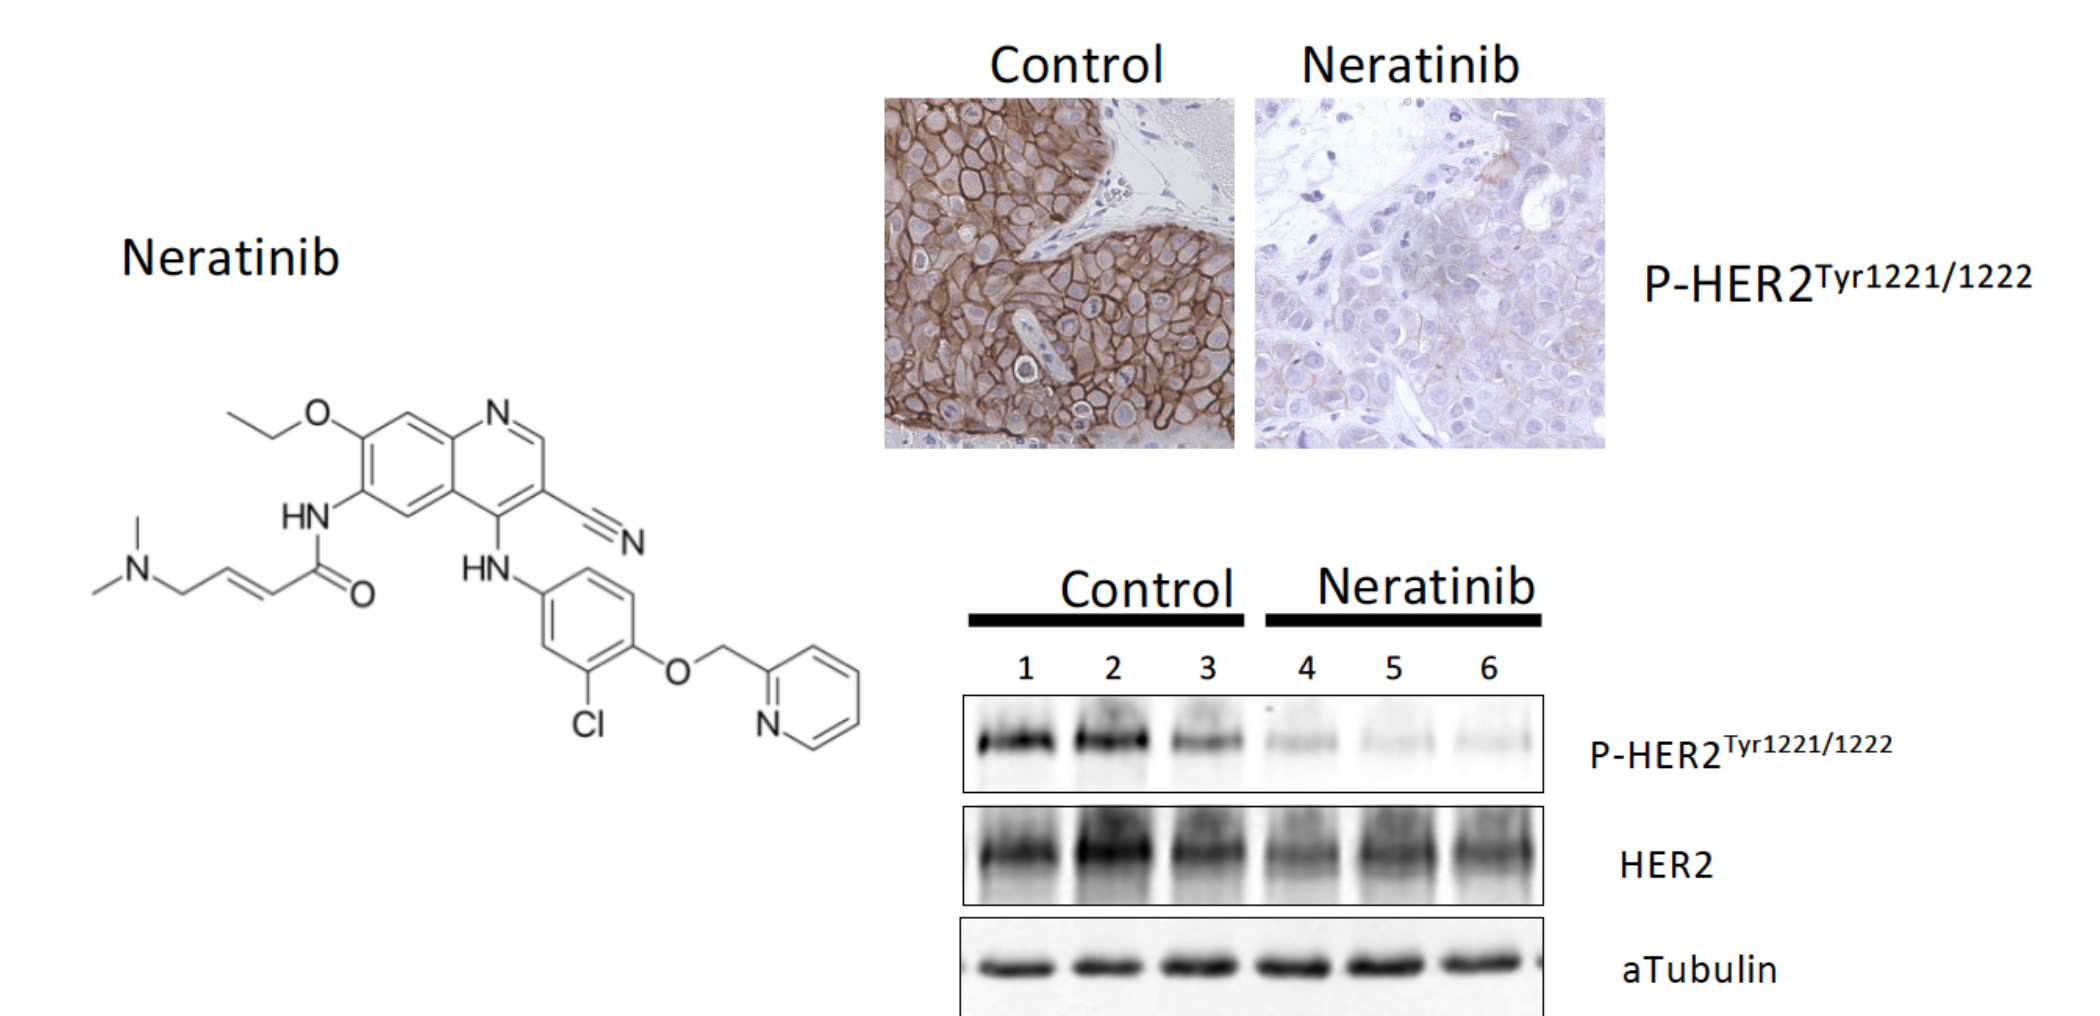 Control Neratinib
Neratinib
P-HER2Tyr1221/1222
O N
HN
N
N
HN
O
O
N
Cl
Control Neratinib
1 2 3 4 5 6
P-HER2Tyr1221/1222
HER2
aTubulin